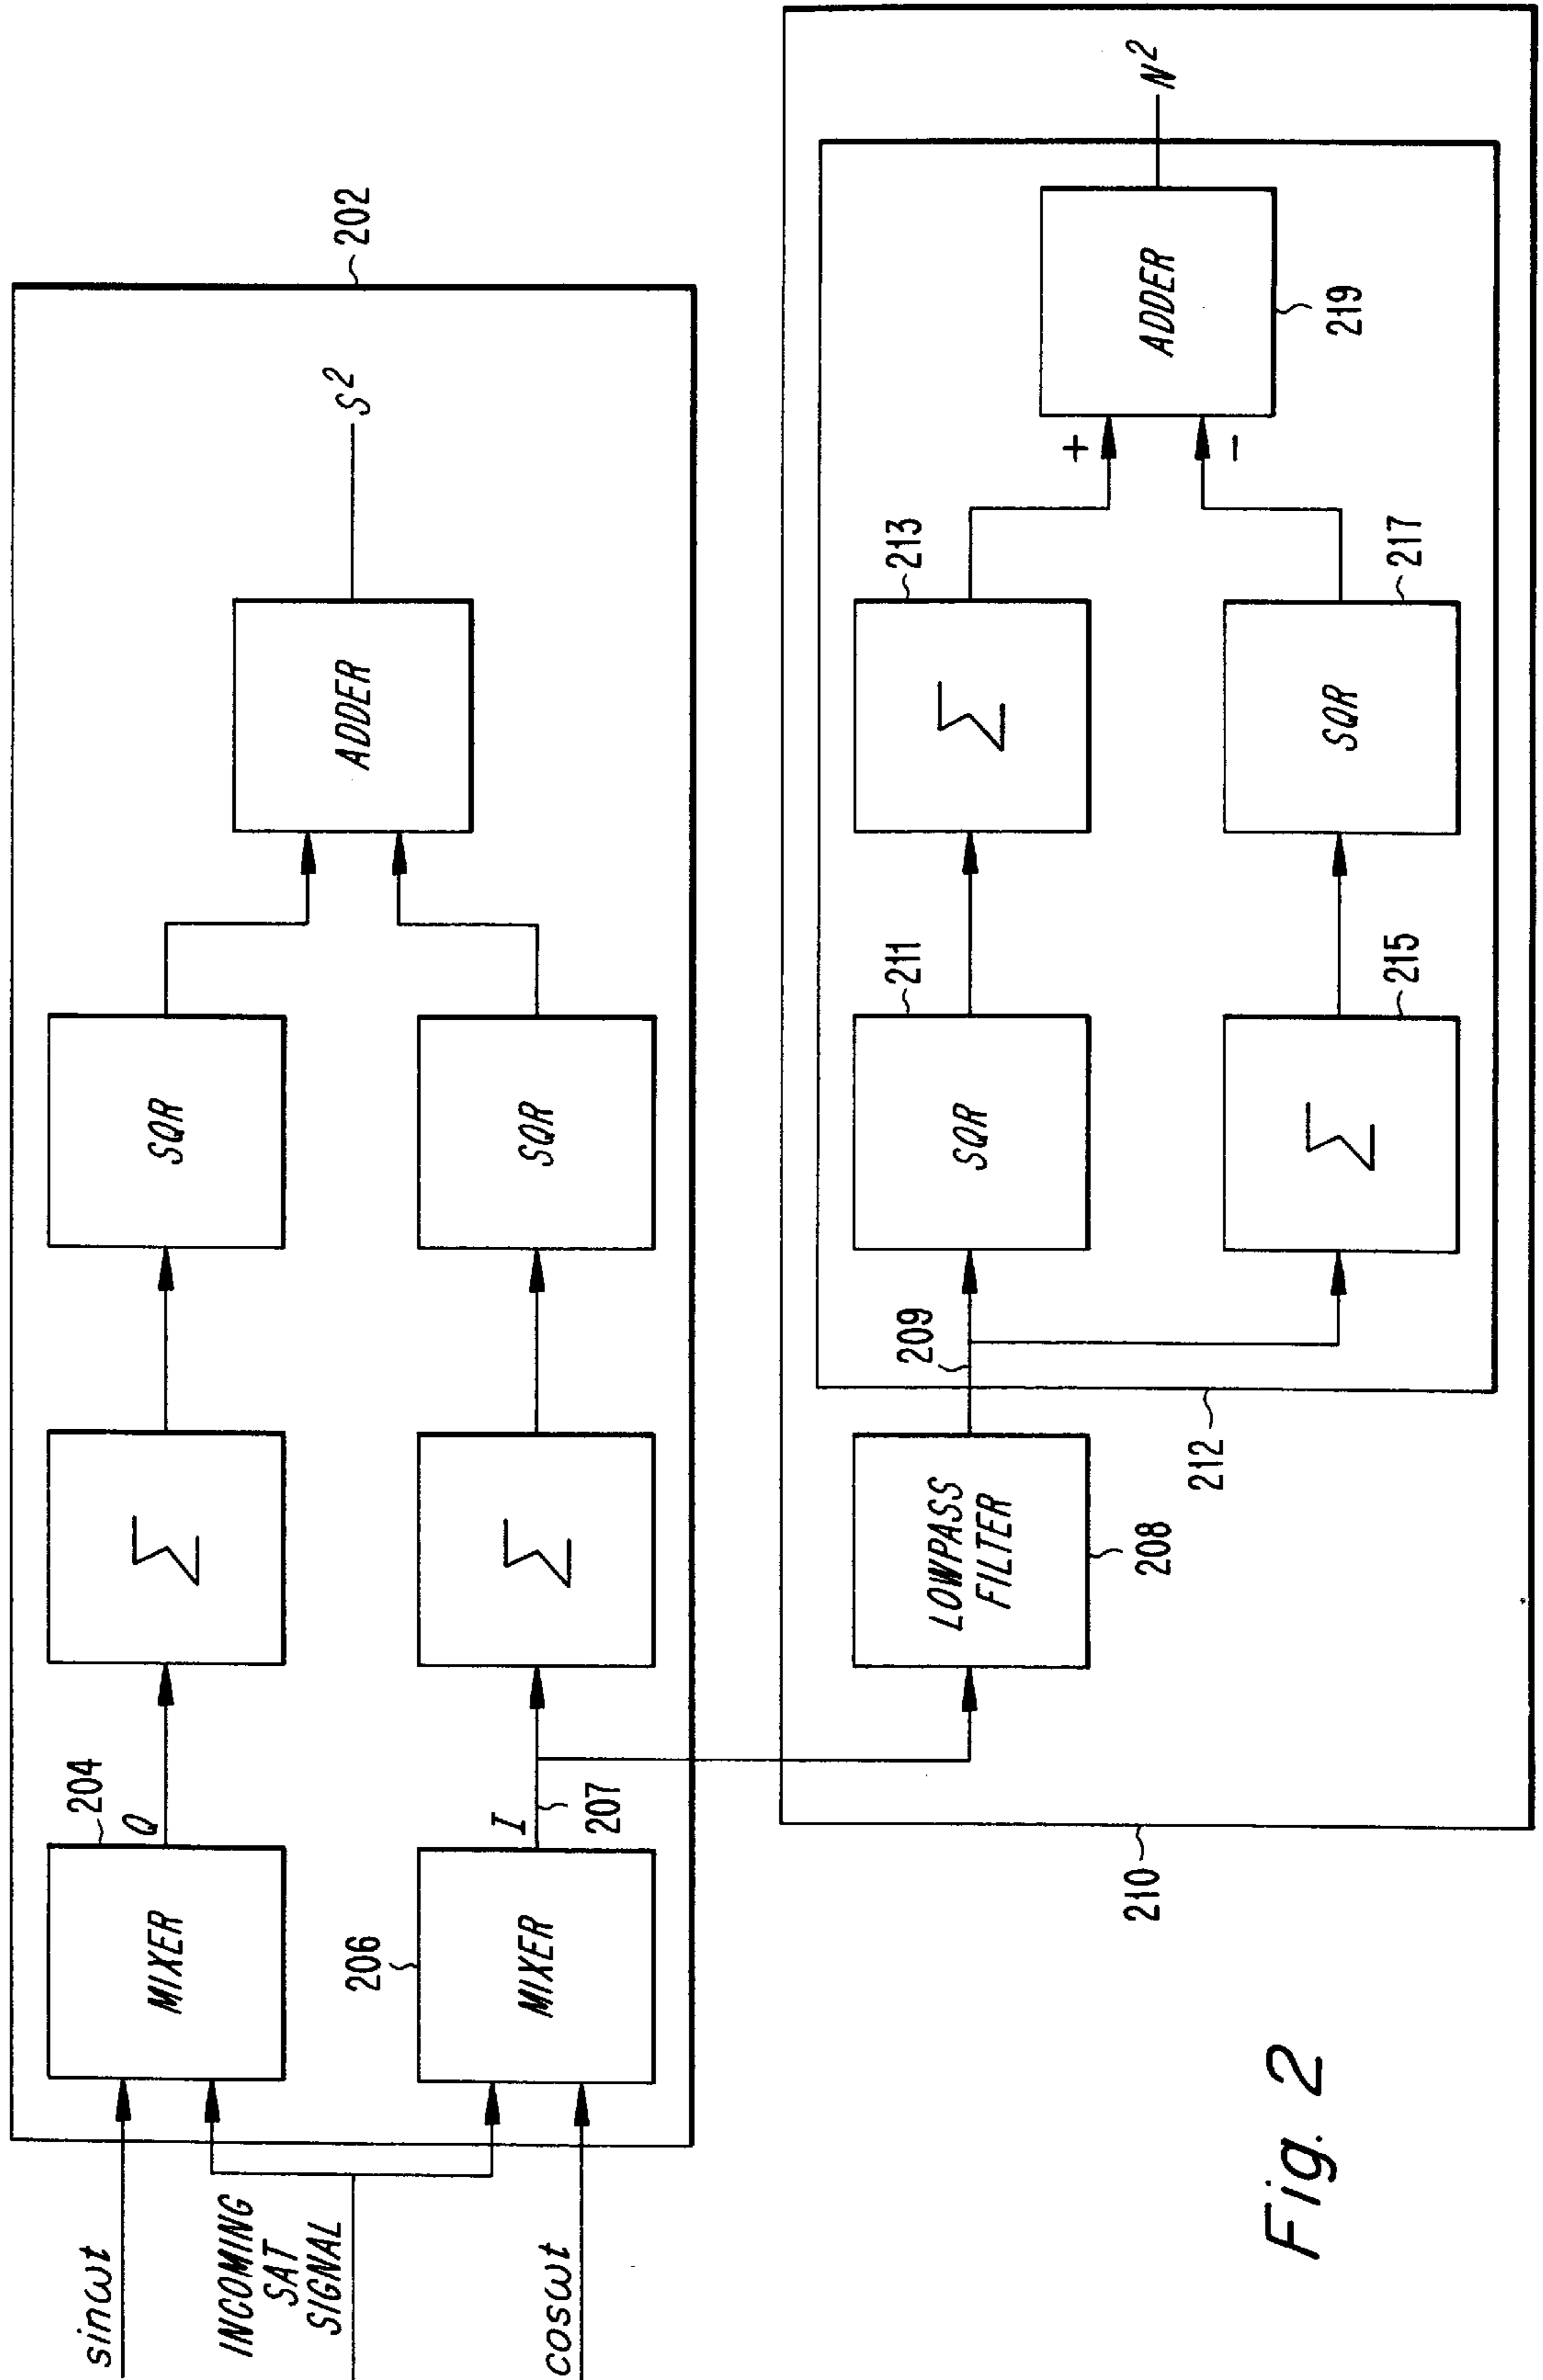 sinωt
INCOMING
SAT
SIGNAL
cosωt
MIXER
204
Q
Σ
SQR
206
MIXER
I
207
Σ
SQR
ADDER
S²
202
210
LOWPASS
FILTER
208
209
212
SQR
211
Σ
213
Σ
215
SQR
217
+
-
ADDER
219
N²
Fig. 2